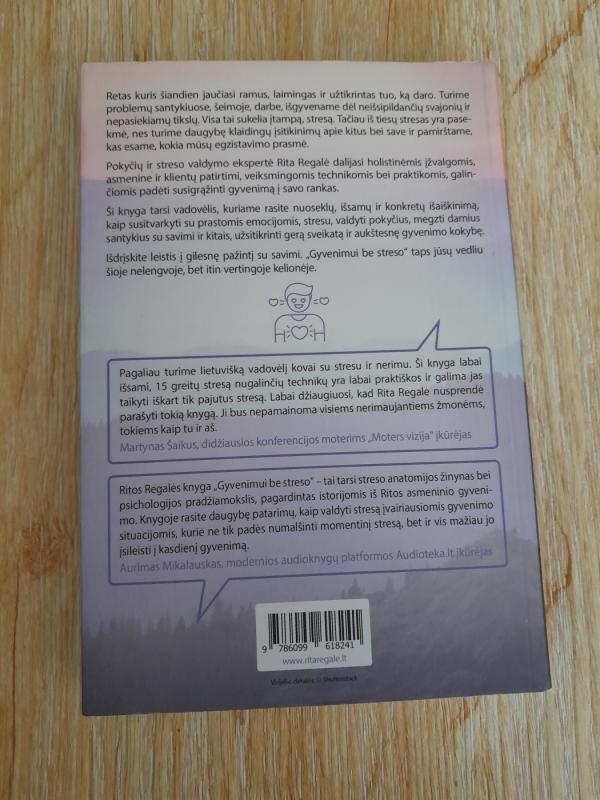 Retas kuris šiandien jaučiasi ramus, laimingas ir užtikrintas tuo, ką daro. Turime
problemų santykiuose, šeimoje, darbe, išgyvename dėl neišsipildančių svajonių ir
nepasiekiamų tikslų. Visa tai sukelia įtampą, stresą. Tačiau iš tiesų stresas yra pasek-
mė, nes turime daugybę klaidingų įsitikinimų apie kitus bei save ir pamirštame,
kas esame, kokia mūsų egzistavimo prasmė.
Pokyčių ir streso valdymo ekspertė Rita Regalė dalijasi holistinėmis įžvalgomis,
asmenine ir klientų patirtimi, veiksmingomis technikomis bei praktikomis, galin-
čiomis padėti susigrąžinti gyvenimą į savo rankas.
Ši knyga tarsi vadovėlis, kuriame rasite nuoseklų, išsamų ir konkretų išaiškinimą,
kaip susitvarkyti su prastomis emocijomis, stresu, valdyti pokyčius, megzti darnius
santykius su savimi ir kitais, užsitikrinti gerą sveikatą ir aukštesnę gyvenimo kokybę.
Išdrįskite leistis į gilesnę pažintį su savimi. „Gyvenimui be streso" taps jūsų vedliu
šioje nelengvoje, bet itin vertingoje kelionėje.
Pagaliau turime lietuvišką vadovėlį kovai su stresu ir nerimu. Ši knyga labai
išsami, 15 greitų stresą nugalinčių technikų yra labai praktiškos ir galima jas
taikyti iškart tik pajutus stresą. Labai džiaugiuosi, kad Rita Regalė nusprendė
parašyti tokią knygą. Ji bus nepamainoma visiems nerimaujantiems žmonėms,
tokiems kaip tu ir aš.
Martynas Šaikus, didžiausios konferencijos moterims „Moters vizija" įkūrėjas
Ritos Regalės knyga „Gyvenimui be streso" – tai tarsi streso anatomijos žinynas bei
psichologijos pradžiamokslis, pagardintas istorijomis iš Ritos asmeninio gyveni-
mo. Knygoje rasite daugybę patarimų, kaip valdyti stresą įvairiausiomis gyvenimo
situacijomis, kurie ne tik padės numalšinti momentinį stresą, bet ir vis mažiau jo
įsileisti į kasdienį gyvenimą.
Aurimas Mikalauskas, modernios audioknygų platformos Audioteka.lt įkūrėjas
9 786099 618241
www.ritaregale.lt
Viršelio detalės © Shutterstock